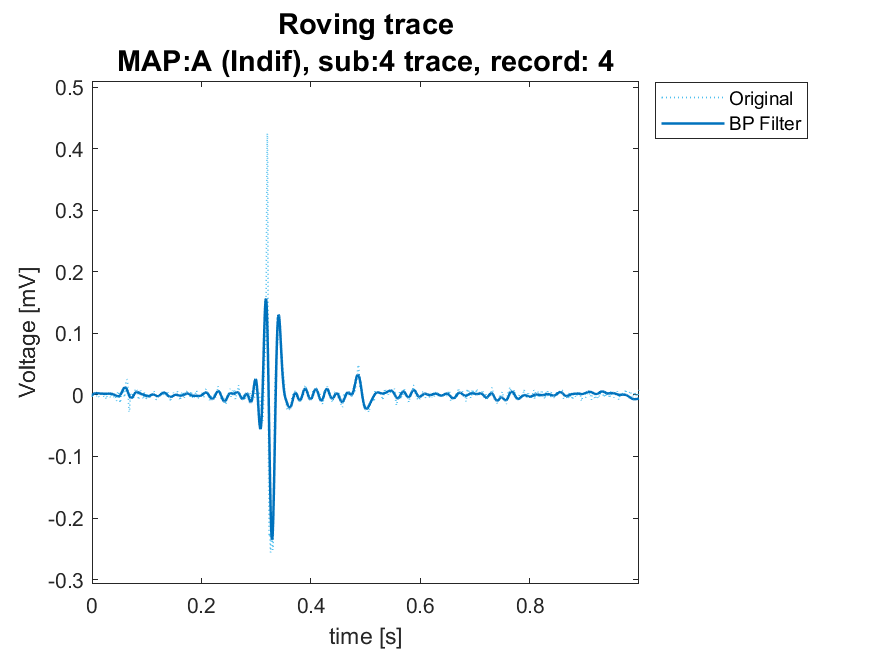 Roving trace
MAP:A (Indif), sub:4 trace, record: 4
Original
BP Filter
Voltage [mV]
0.5
0.4
0.3
0.2
0.1
0
-0.1
-0.2
-0.3
0
0.2
0.4
0.6
0.8
time [s]